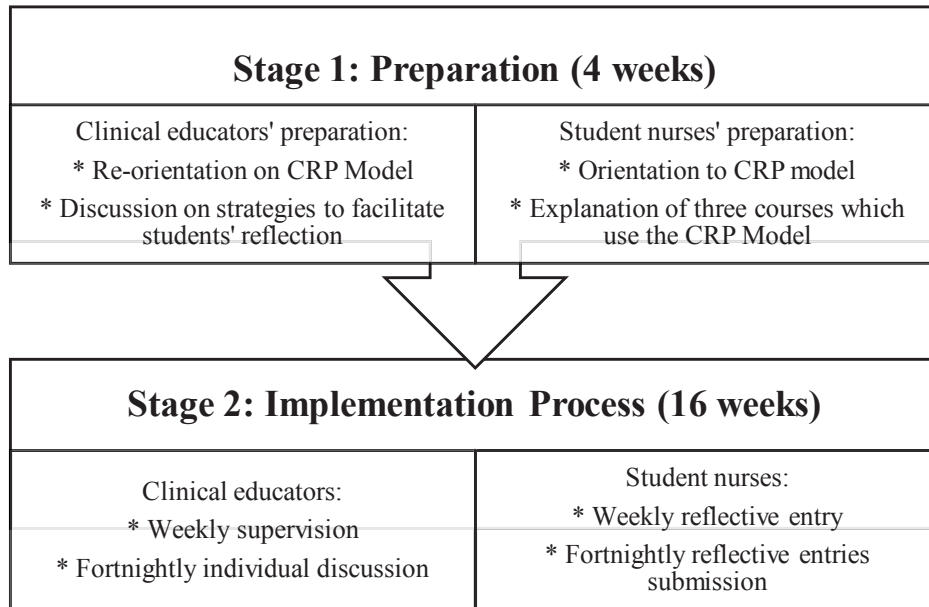 Stage 1: Preparation (4 weeks)
Clinical educators' preparation:
* Re-orientation on CRP Model
* Discussion on strategies to facilitate
students' reflection
Student nurses' preparation:
* Orientation to CRP model
* Explanation of three courses which
use the CRP Model
Stage 2: Implementation Process (16 weeks)
Clinical educators:
* Weekly supervision
* Fortnightly individual discussion
Student nurses:
* Weekly reflective entry
* Fortnightly reflective entries
submission